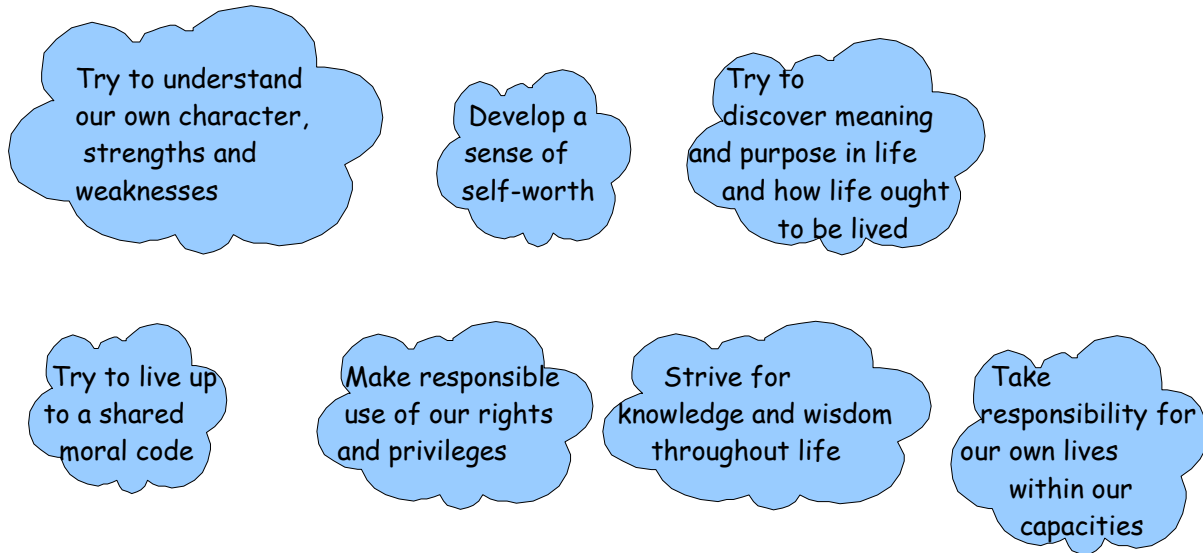 Try to understand
our own character,
strengths and
weaknesses
Develop a
sense of
self-worth
Try to
discover meaning
and purpose in life
and how life ought
to be lived
Try to live up
to a shared
moral code
Make responsible
use of our rights
and privileges
Strive for
knowledge and wisdom
throughout life
Take
responsibility for
our own lives
within our
capacities